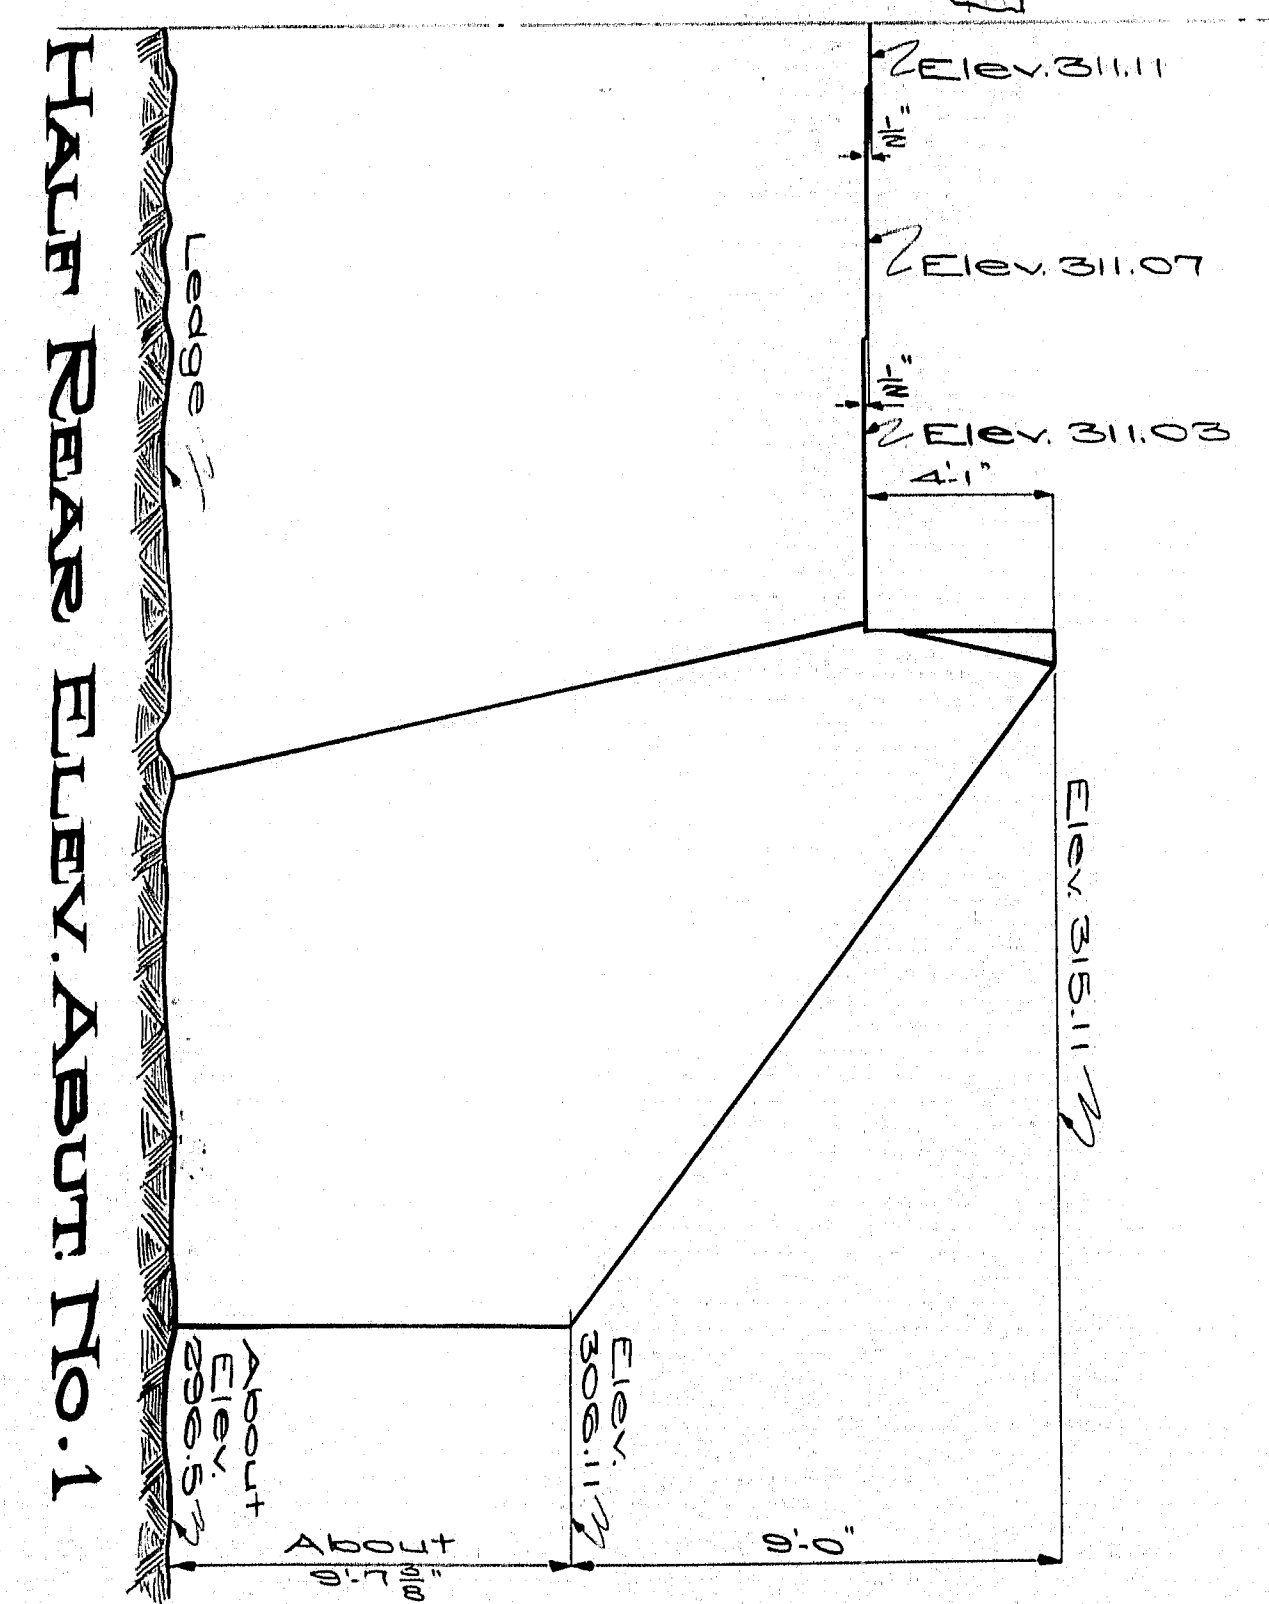 Elev. 311.11
1/2"
Elev. 311.07
1/2"
Elev. 311.03
4'-1"
Elev. 315.11
Ledge
Elev.
306.11
About
Elev.
296.5
9'-0"
About
9'-7 3/8"
HALF REAR ELEV. ABUT. NO. 1